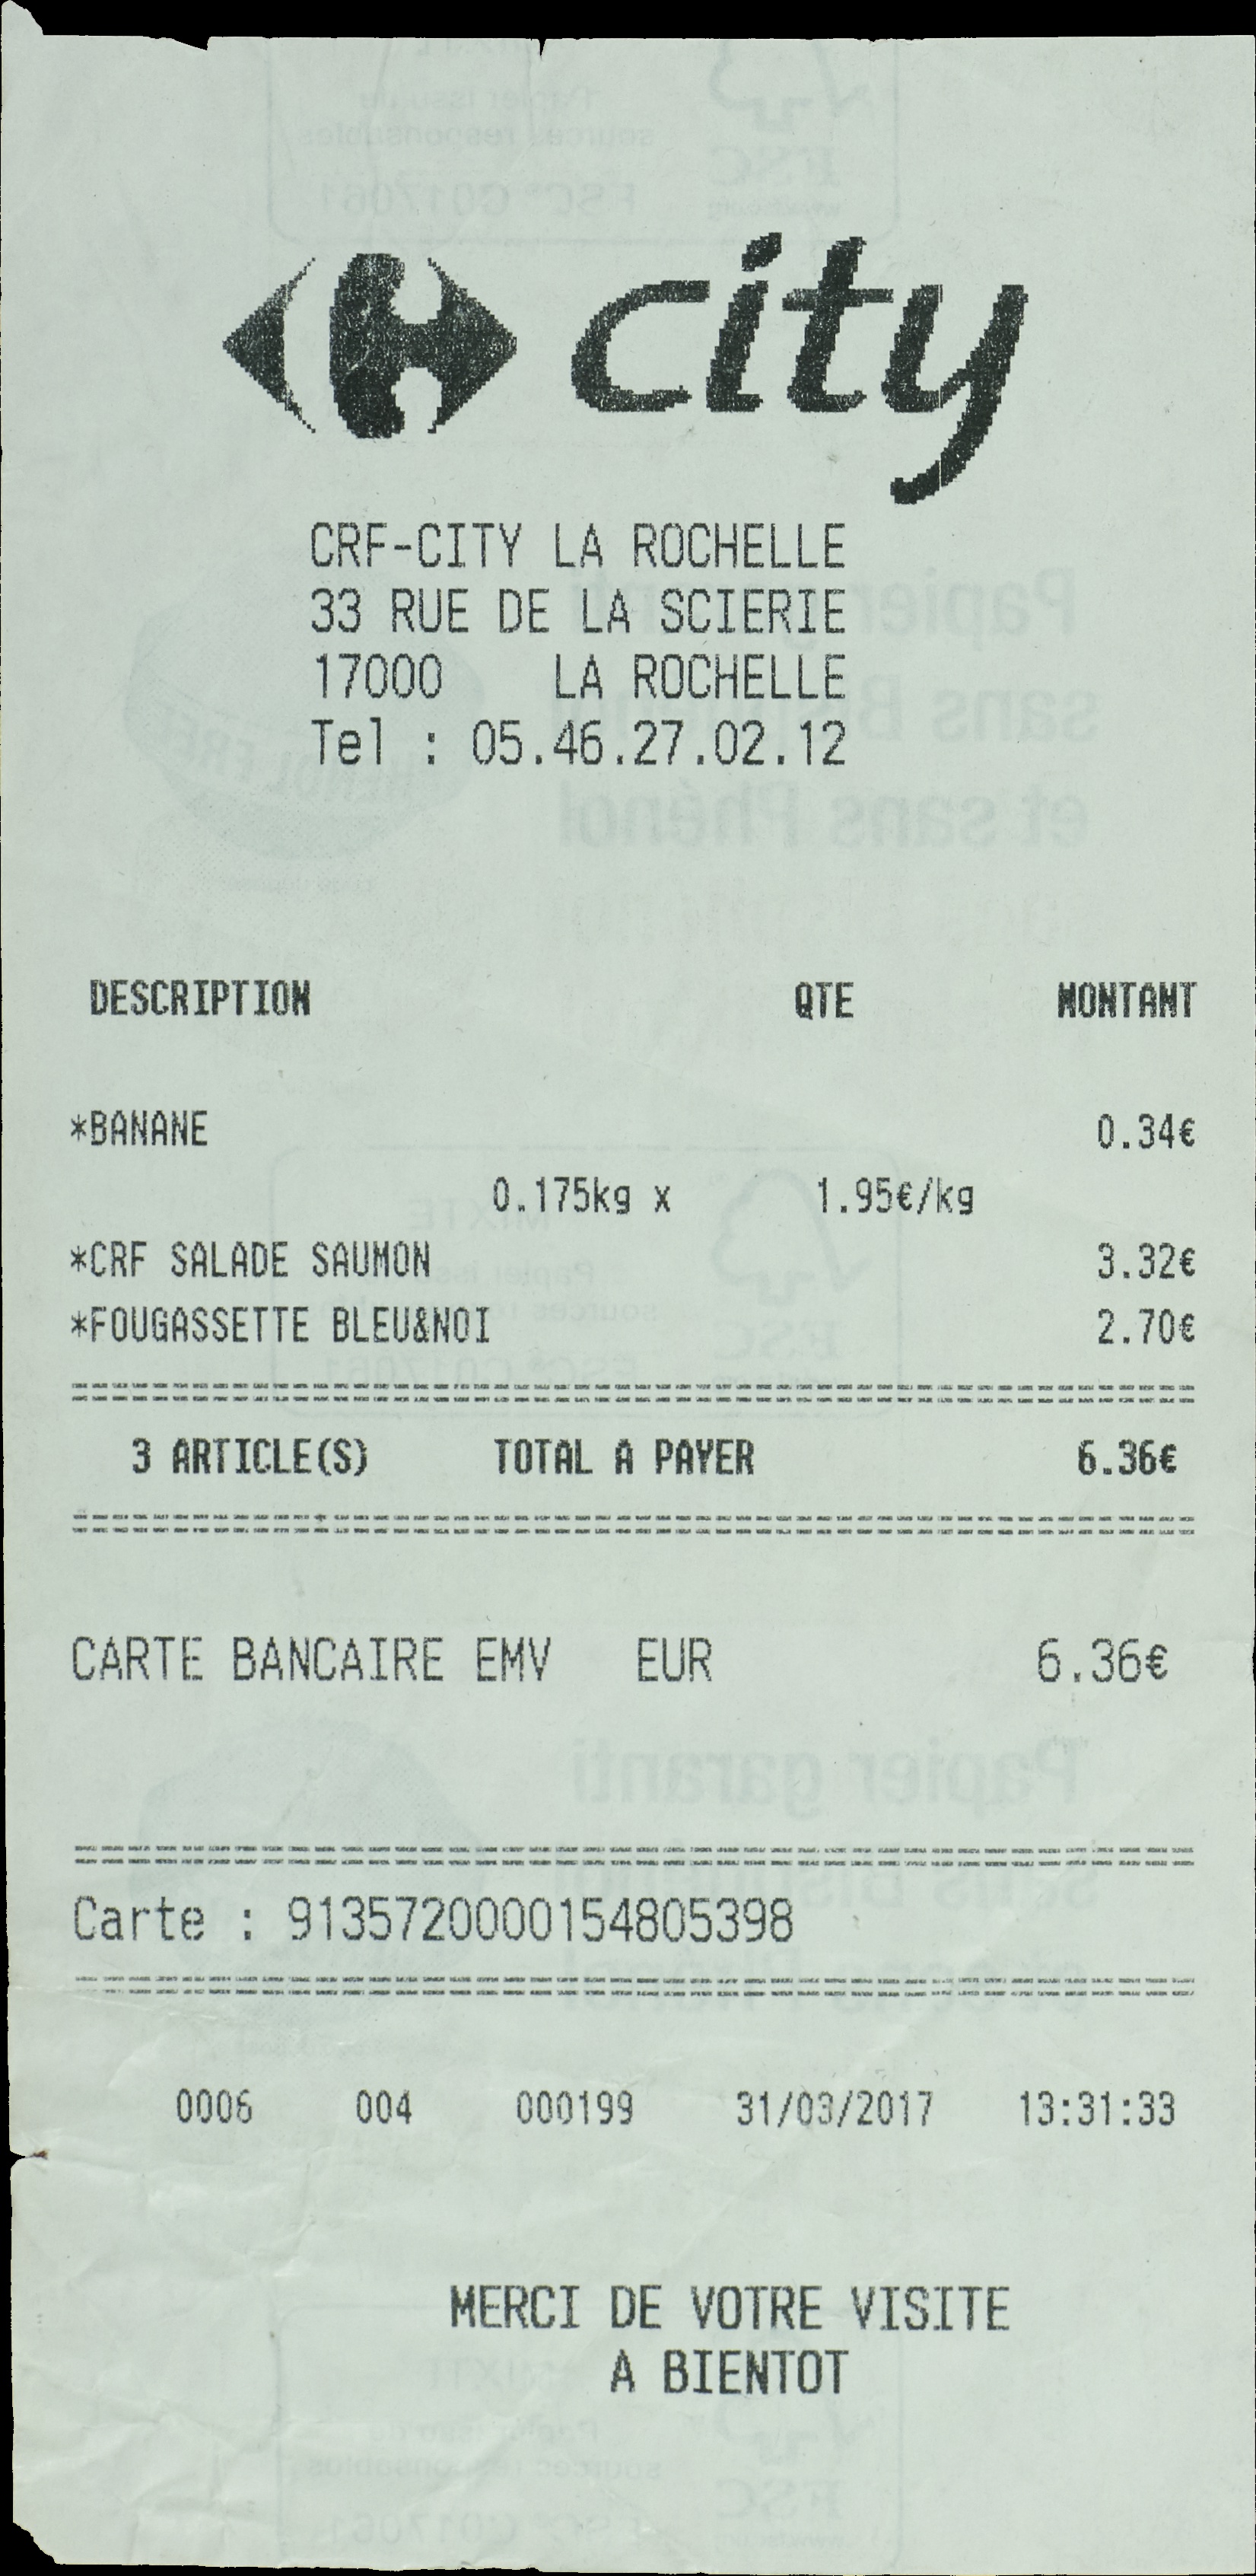 city
CRF-CITY LA ROCHELLE
33 RUE DE LA SCIERIE
17000 LA ROCHELLE
Tel : 05.46.27.02.12
DESCRIPTION QTE MONTANT
*BANANE 0.34€
0.175kg x 1.95€/kg
*CRF SALADE SAUMON 3.32€
*FOUGASSETTE BLEU&NOI 2.70€
3 ARTICLE(S) TOTAL A PAYER 6.36€
CARTE BANCAIRE EMV EUR 6.36€
Carte : 9135720000154805398
0006 004 000199 31/03/2017 13:31:33
MERCI DE VOTRE VISITE
A BIENTOT